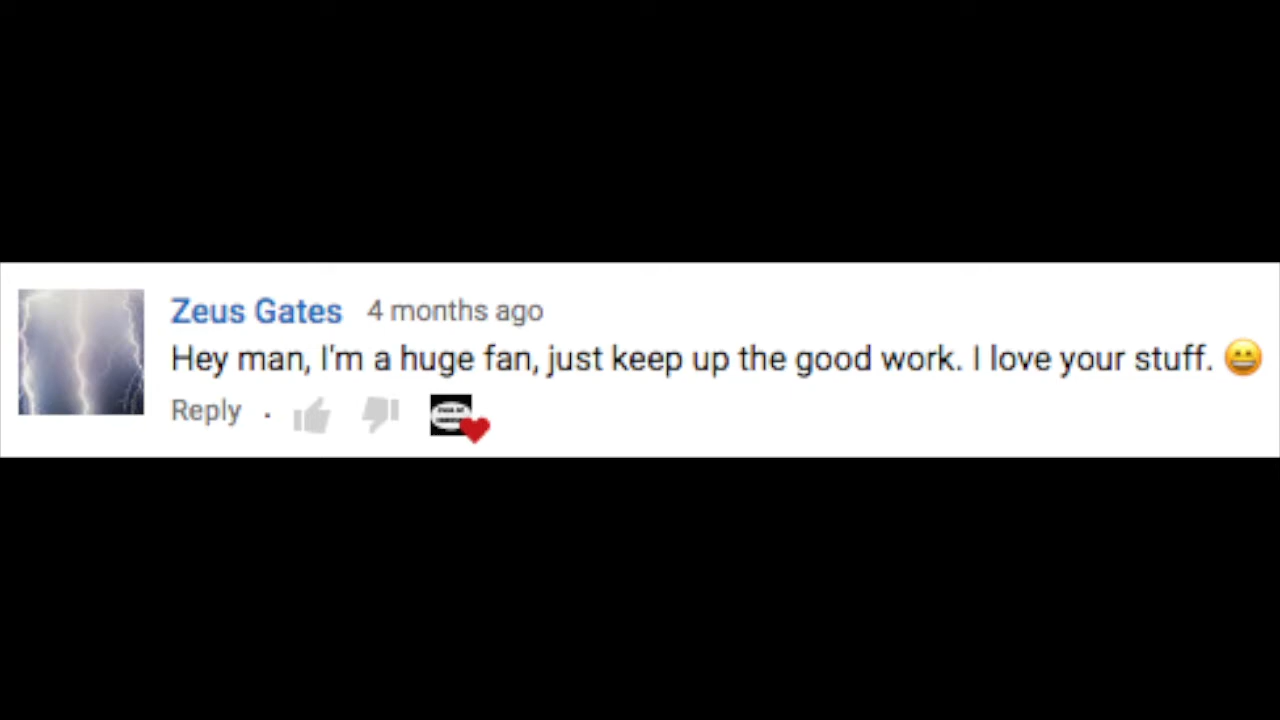 Zeus Gates 4 months ago
Hey man, I'm a huge fan, just keep up the good work. I love your stuff. 😀
Reply ·